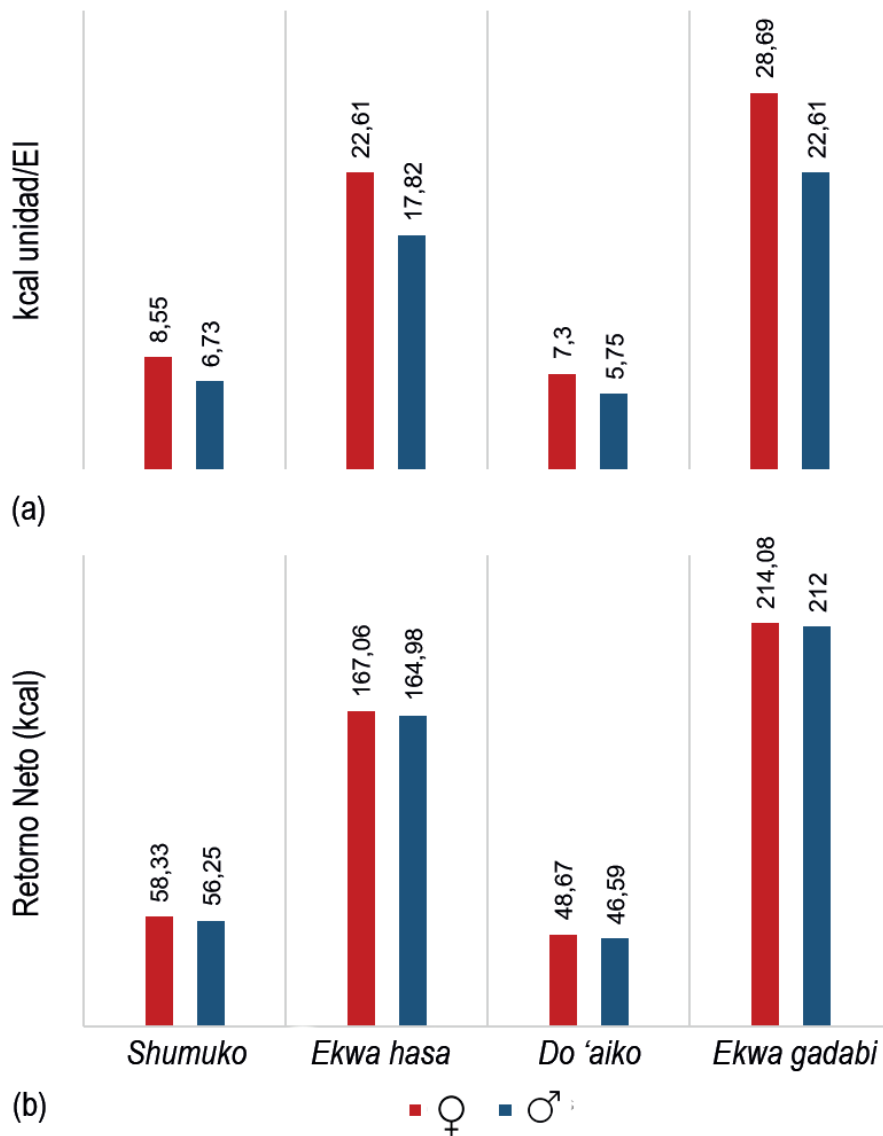 kcal unidad/EI
8,55
6,73
22,61
17,82
7,3
5,75
28,69
22,61
(a)
Retorno Neto (kcal)
58,33
56,25
167,06
164,98
48,67
46,59
214,08
212
Shumuko
Ekwa hasa
Do ‘aiko
Ekwa gadabi
(b)
♀ ♂